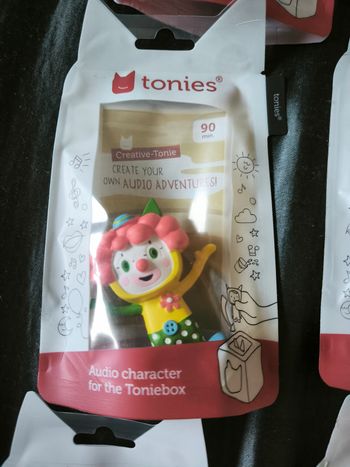 tonies®
tonies®
90
min.
Creative-Tonie
CREATE YOUR
OWN AUDIO ADVENTURES!
Audio character
for the Toniebox